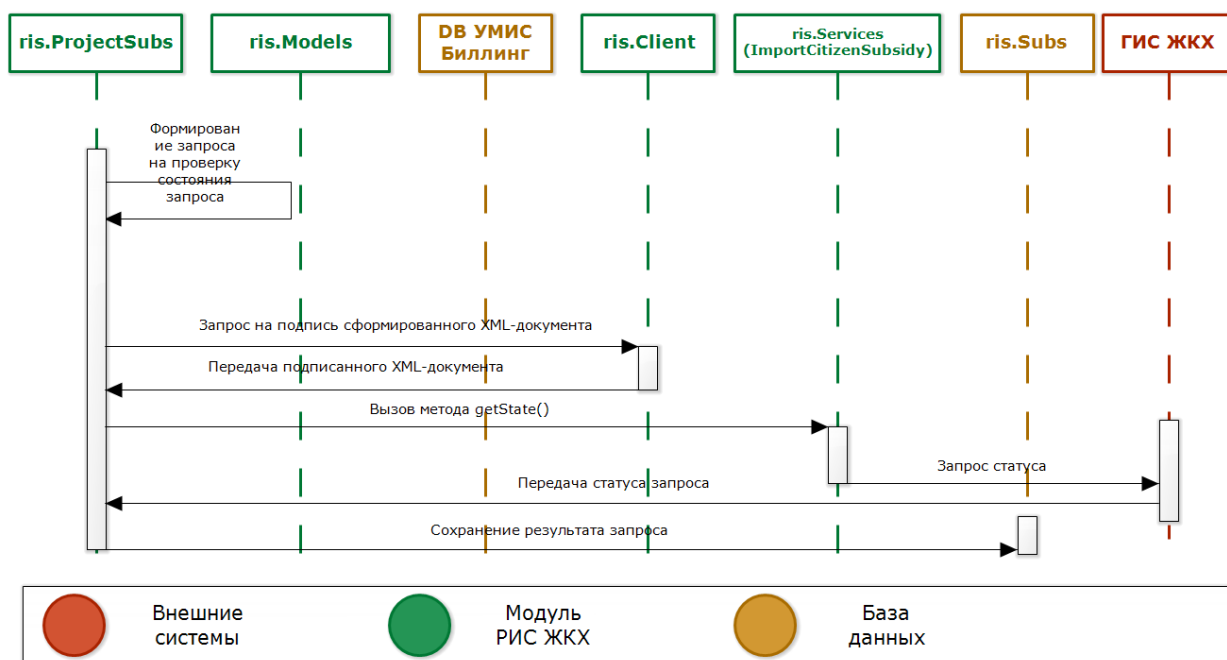 ris.ProjectSubs
ris.Models
DB УМИС
Биллинг
ris.Client
ris.Services
(ImportCitizenSubsidy)
ris.Subs
ГИС ЖКХ
Формирован
ие запроса
на проверку
состояния
запроса
Запрос на подпись сформированного XML-документа
Передача подписанного XML-документа
Вызов метода getState()
Запрос статуса
Передача статуса запроса
Сохранение результата запроса
Внешние
системы
Модуль
РИС ЖКХ
База
данных